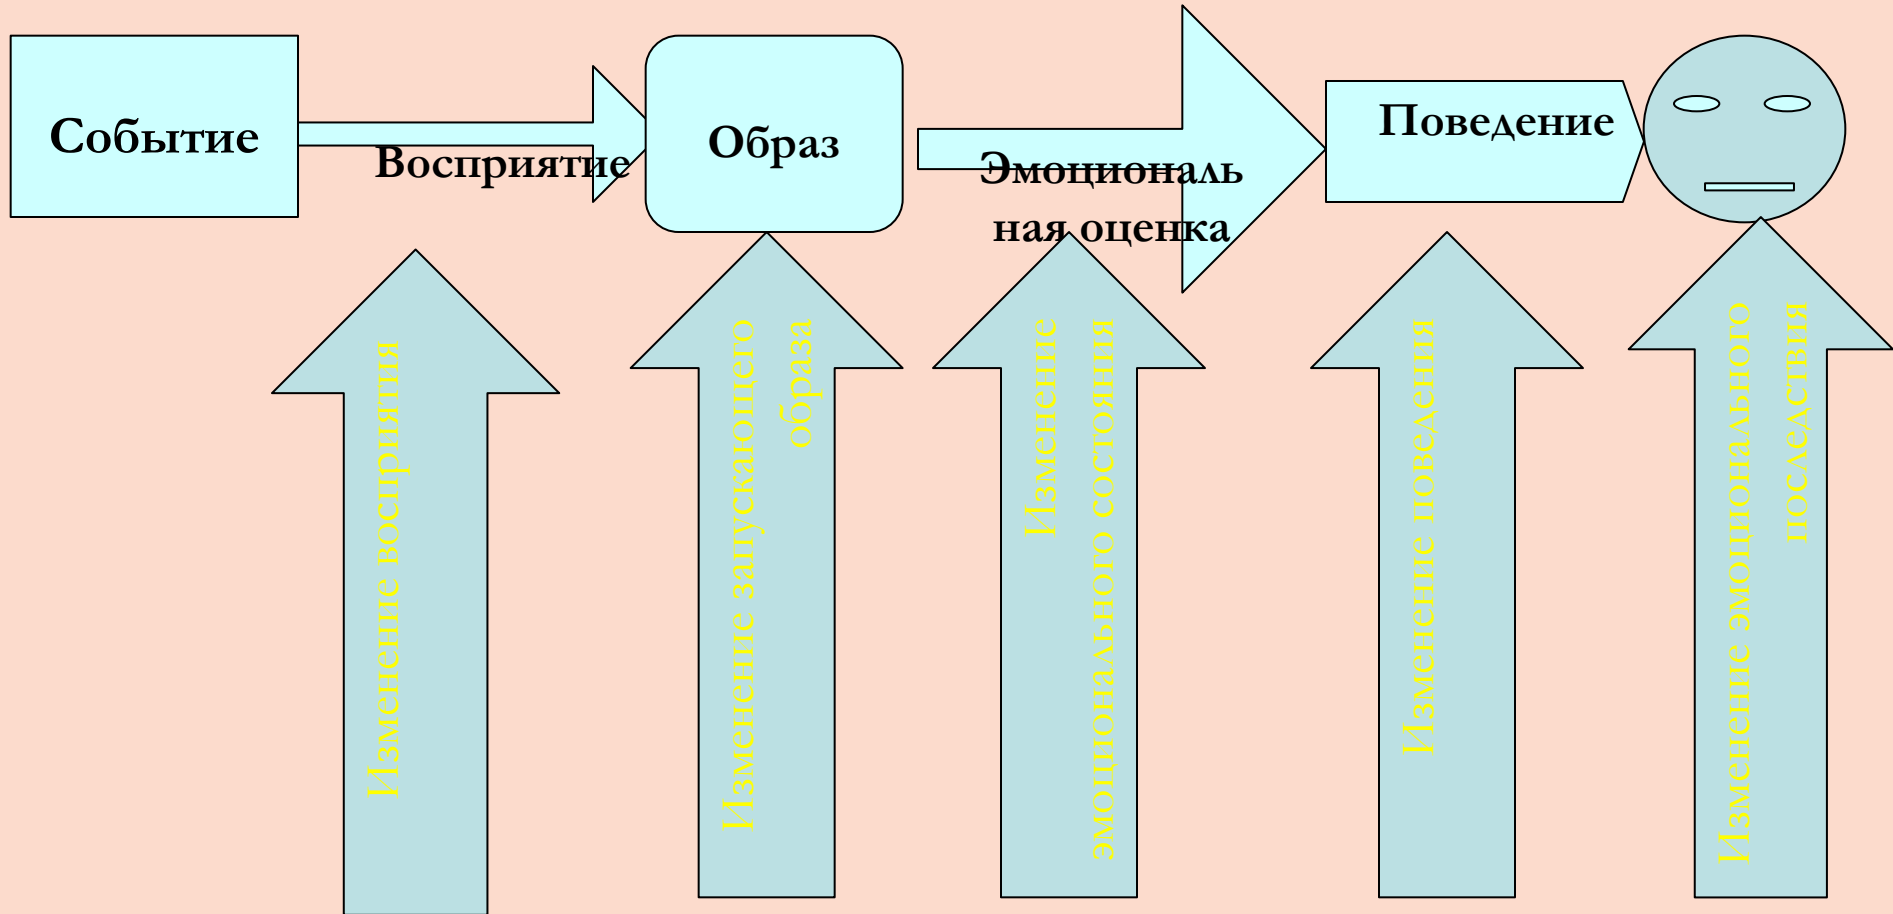 Событие
Восприятие
Образ
Эмоциональ
ная оценка
Поведение
Изменение восприятия
Изменение запускающего
образа
Изменение
эмоционального состояния
Изменение поведения
Изменение эмоционального
последствия